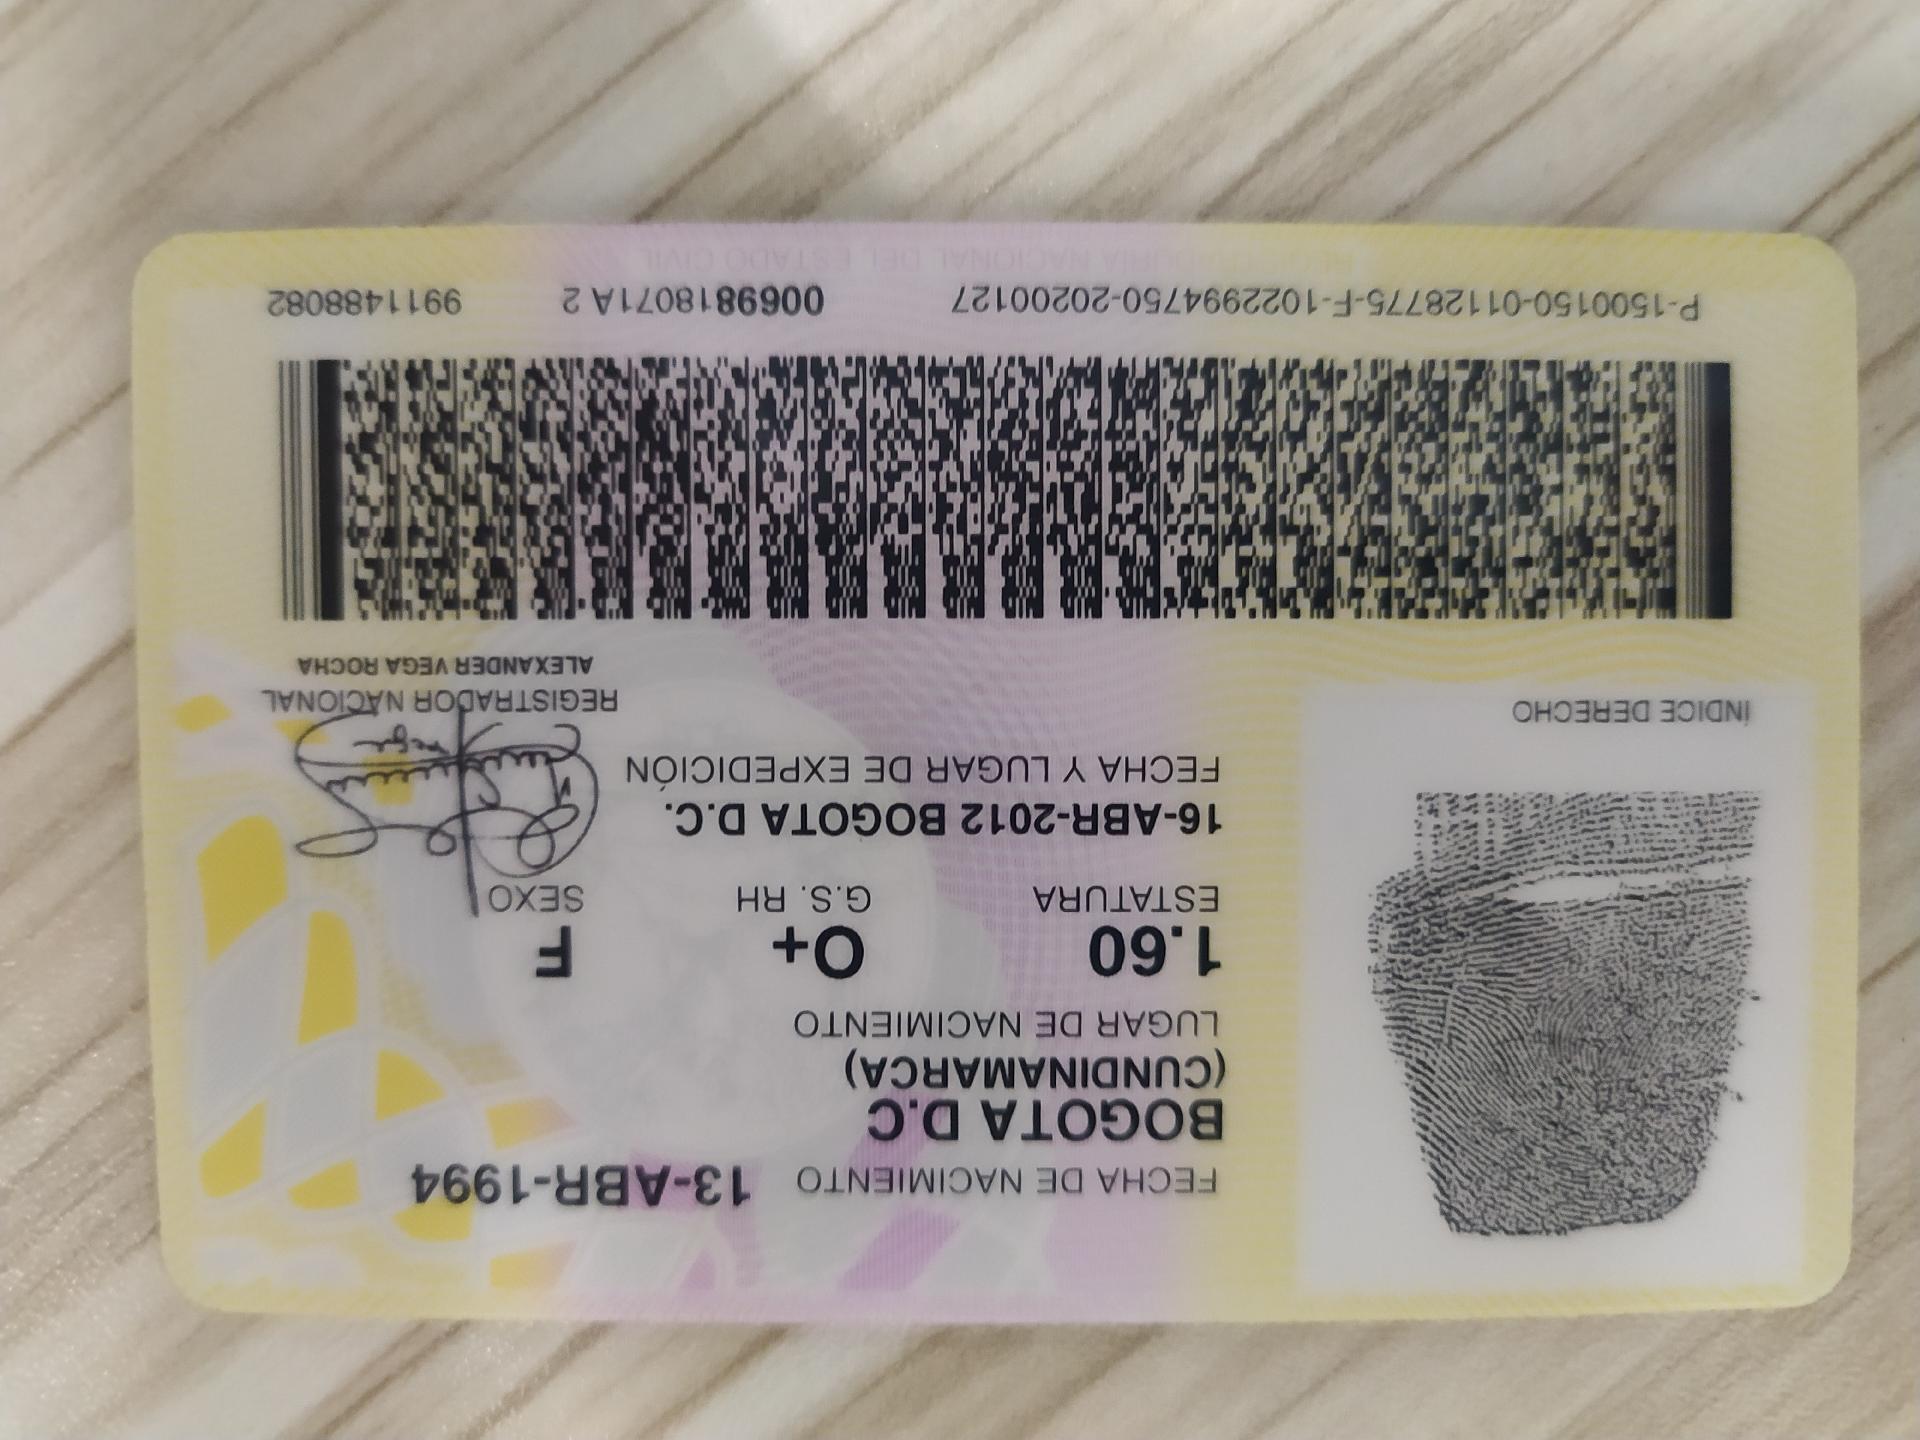 FECHA DE NACIMIENTO 13-ABR-1994
BOGOTA D.C
(CUNDINAMARCA)
LUGAR DE NACIMIENTO
1.60 O+ F
ESTATURA G.S. RH SEXO
16-ABR-2012 BOGOTA D.C.
FECHA Y LUGAR DE EXPEDICIÓN
REGISTRADOR NACIONAL
ALEXANDER VEGA ROCHA
ÍNDICE DERECHO
P-1500150-01128775-F-1022994750-20200127 0069818071A 2 9911488082
REGISTRADURIA NACIONAL DEL ESTADO CIVIL